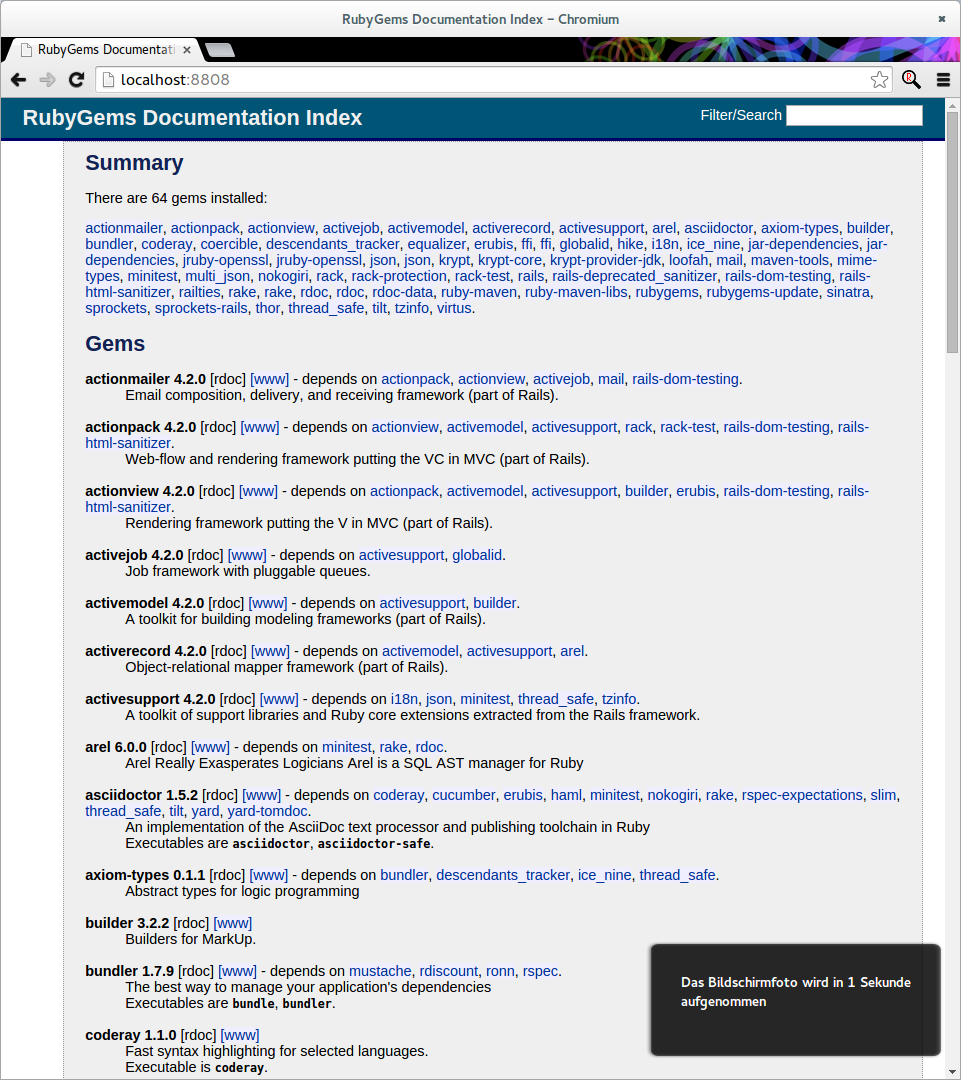 RubyGems Documentation Index – Chromium
RubyGems Documentati
localhost:8808
RubyGems Documentation Index
Filter/Search
Summary
There are 64 gems installed:
actionmailer, actionpack, actionview, activejob, activemodel, activerecord, activesupport, arel, asciidoctor, axiom-types, builder,
bundler, coderay, coercible, descendants_tracker, equalizer, erubis, ffi, ffi, globalid, hike, i18n, ice_nine, jar-dependencies, jar-
dependencies, jruby-openssl, jruby-openssl, json, json, krypt, krypt-core, krypt-provider-jdk, loofah, mail, maven-tools, mime-
types, minitest, multi_json, nokogiri, rack, rack-protection, rack-test, rails, rails-deprecated_sanitizer, rails-dom-testing, rails-
html-sanitizer, railties, rake, rake, rdoc, rdoc, rdoc-data, ruby-maven, ruby-maven-libs, rubygems, rubygems-update, sinatra,
sprockets, sprockets-rails, thor, thread_safe, tilt, tzinfo, virtus.
Gems
actionmailer 4.2.0 [rdoc] [www] - depends on actionpack, actionview, activejob, mail, rails-dom-testing.
Email composition, delivery, and receiving framework (part of Rails).
actionpack 4.2.0 [rdoc] [www] - depends on actionview, activemodel, activesupport, rack, rack-test, rails-dom-testing, rails-
html-sanitizer.
Web-flow and rendering framework putting the VC in MVC (part of Rails).
actionview 4.2.0 [rdoc] [www] - depends on actionpack, activemodel, activesupport, builder, erubis, rails-dom-testing, rails-
html-sanitizer.
Rendering framework putting the V in MVC (part of Rails).
activejob 4.2.0 [rdoc] [www] - depends on activesupport, globalid.
Job framework with pluggable queues.
activemodel 4.2.0 [rdoc] [www] - depends on activesupport, builder.
A toolkit for building modeling frameworks (part of Rails).
activerecord 4.2.0 [rdoc] [www] - depends on activemodel, activesupport, arel.
Object-relational mapper framework (part of Rails).
activesupport 4.2.0 [rdoc] [www] - depends on i18n, json, minitest, thread_safe, tzinfo.
A toolkit of support libraries and Ruby core extensions extracted from the Rails framework.
arel 6.0.0 [rdoc] [www] - depends on minitest, rake, rdoc.
Arel Really Exasperates Logicians Arel is a SQL AST manager for Ruby
asciidoctor 1.5.2 [rdoc] [www] - depends on coderay, cucumber, erubis, haml, minitest, nokogiri, rake, rspec-expectations, slim,
thread_safe, tilt, yard, yard-tomdoc.
An implementation of the AsciiDoc text processor and publishing toolchain in Ruby
Executables are asciidoctor, asciidoctor-safe.
axiom-types 0.1.1 [rdoc] [www] - depends on bundler, descendants_tracker, ice_nine, thread_safe.
Abstract types for logic programming
builder 3.2.2 [rdoc] [www]
Builders for MarkUp.
bundler 1.7.9 [rdoc] [www] - depends on mustache, rdiscount, ronn, rspec.
The best way to manage your application's dependencies
Executables are bundle, bundler.
coderay 1.1.0 [rdoc] [www]
Fast syntax highlighting for selected languages.
Executable is coderay.
Das Bildschirmfoto wird in 1 Sekunde
aufgenommen